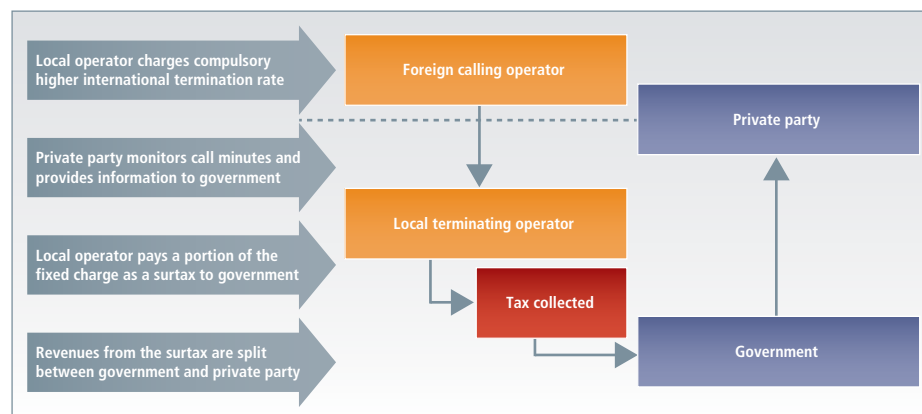 Local operator charges compulsory
higher international termination rate
Foreign calling operator
Private party
Private party monitors call minutes and
provides information to government
Local terminating operator
Local operator pays a portion of the
fixed charge as a surtax to government
Tax collected
Revenues from the surtax are split
between government and private party
Government